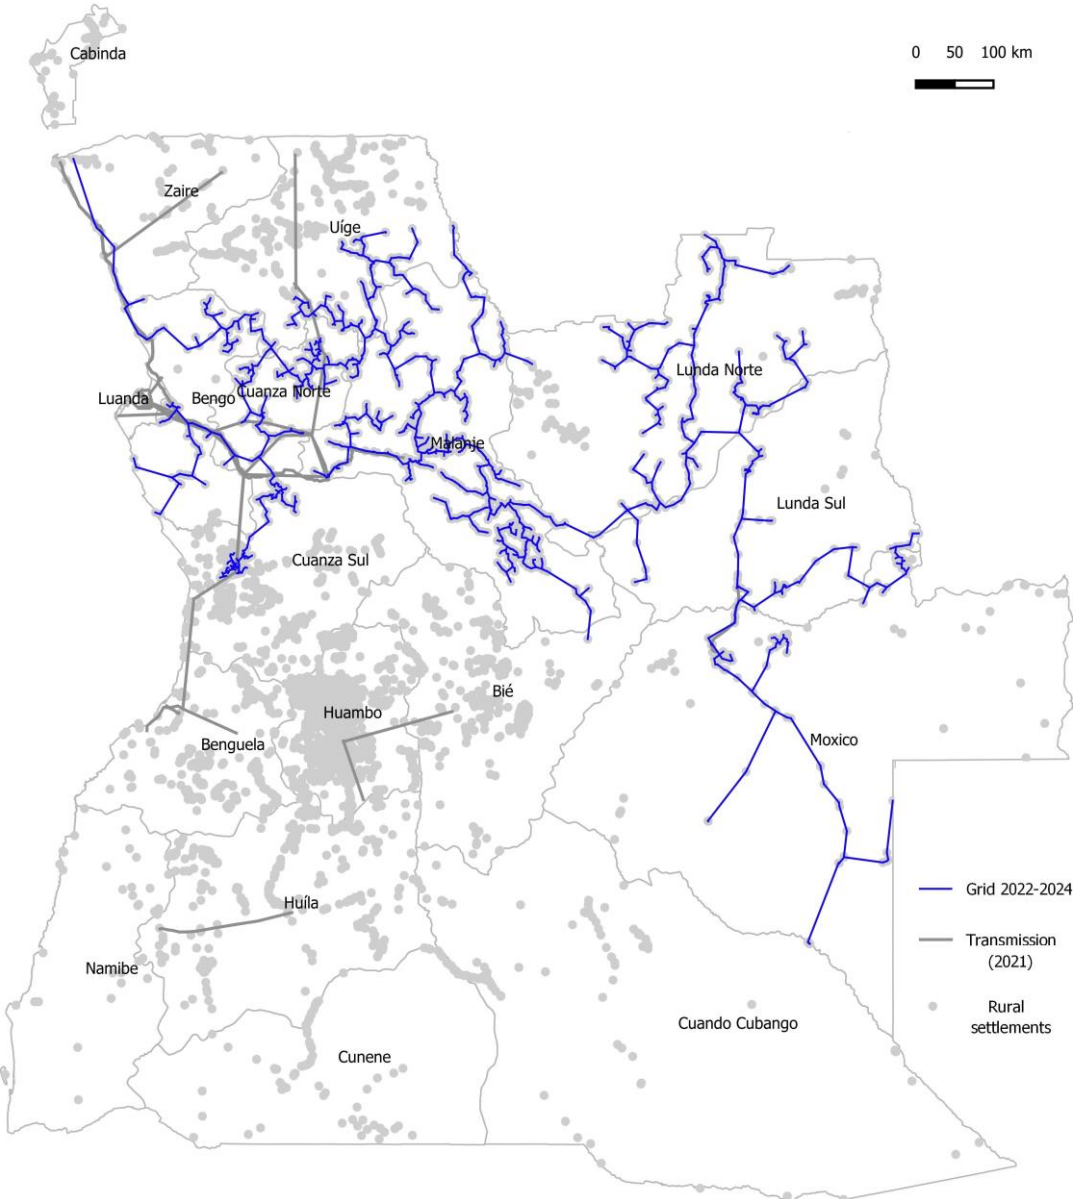 Cabinda
0 50 100 km
Zaire
Uíge
Lunda Norte
Luanda
Bengo
Cuanza Norte
Malanje
Lunda Sul
Cuanza Sul
Bié
Huambo
Benguela
Moxico
Grid 2022-2024
Huíla
Transmission
(2021)
Namibe
Rural
settlements
Cuando Cubango
Cunene